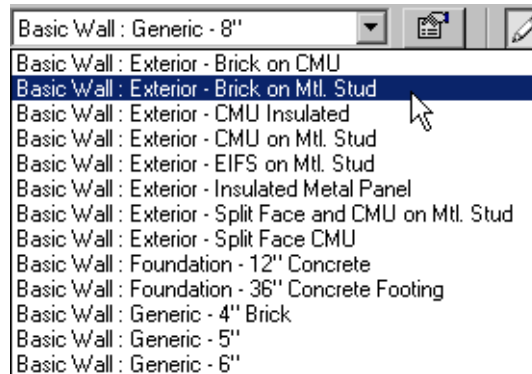 Basic Wall : Generic - 8"
Basic Wall : Exterior - Brick on CMU
Basic Wall : Exterior - Brick on Mtl. Stud
Basic Wall : Exterior - CMU Insulated
Basic Wall : Exterior - CMU on Mtl. Stud
Basic Wall : Exterior - EIFS on Mtl. Stud
Basic Wall : Exterior - Insulated Metal Panel
Basic Wall : Exterior - Split Face and CMU on Mtl. Stud
Basic Wall : Exterior - Split Face CMU
Basic Wall : Foundation - 12" Concrete
Basic Wall : Foundation - 36" Concrete Footing
Basic Wall : Generic - 4" Brick
Basic Wall : Generic - 5"
Basic Wall : Generic - 6"